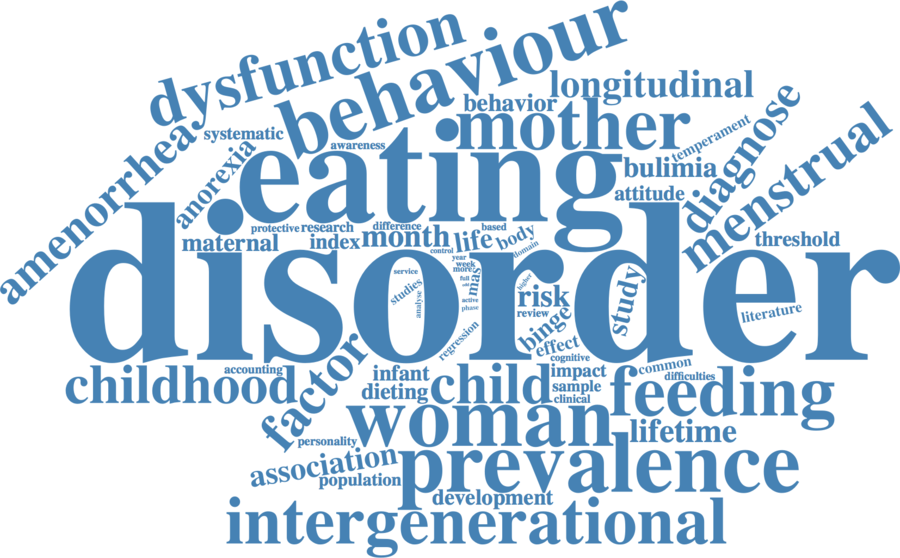 dysfunction
behaviour
longitudinal
behavior
mother
amenorrhea
systematic
awareness
temperament
diagnose
anorexia
eating
bulimia
menstrual
attitude
protective
research
difference
based
maternal
index
month
life
body
threshold
control
domain
disorder
year
week
more
service
full
mas
studies
analyse
active
phase
higher
risk
review
study
literature
regression
binge
effect
cognitive
factor
accounting
childhood
infant
child
impact
common
difficulties
feeding
dieting
sample
clinical
woman
personality
lifetime
association
population
prevalence
development
intergenerational